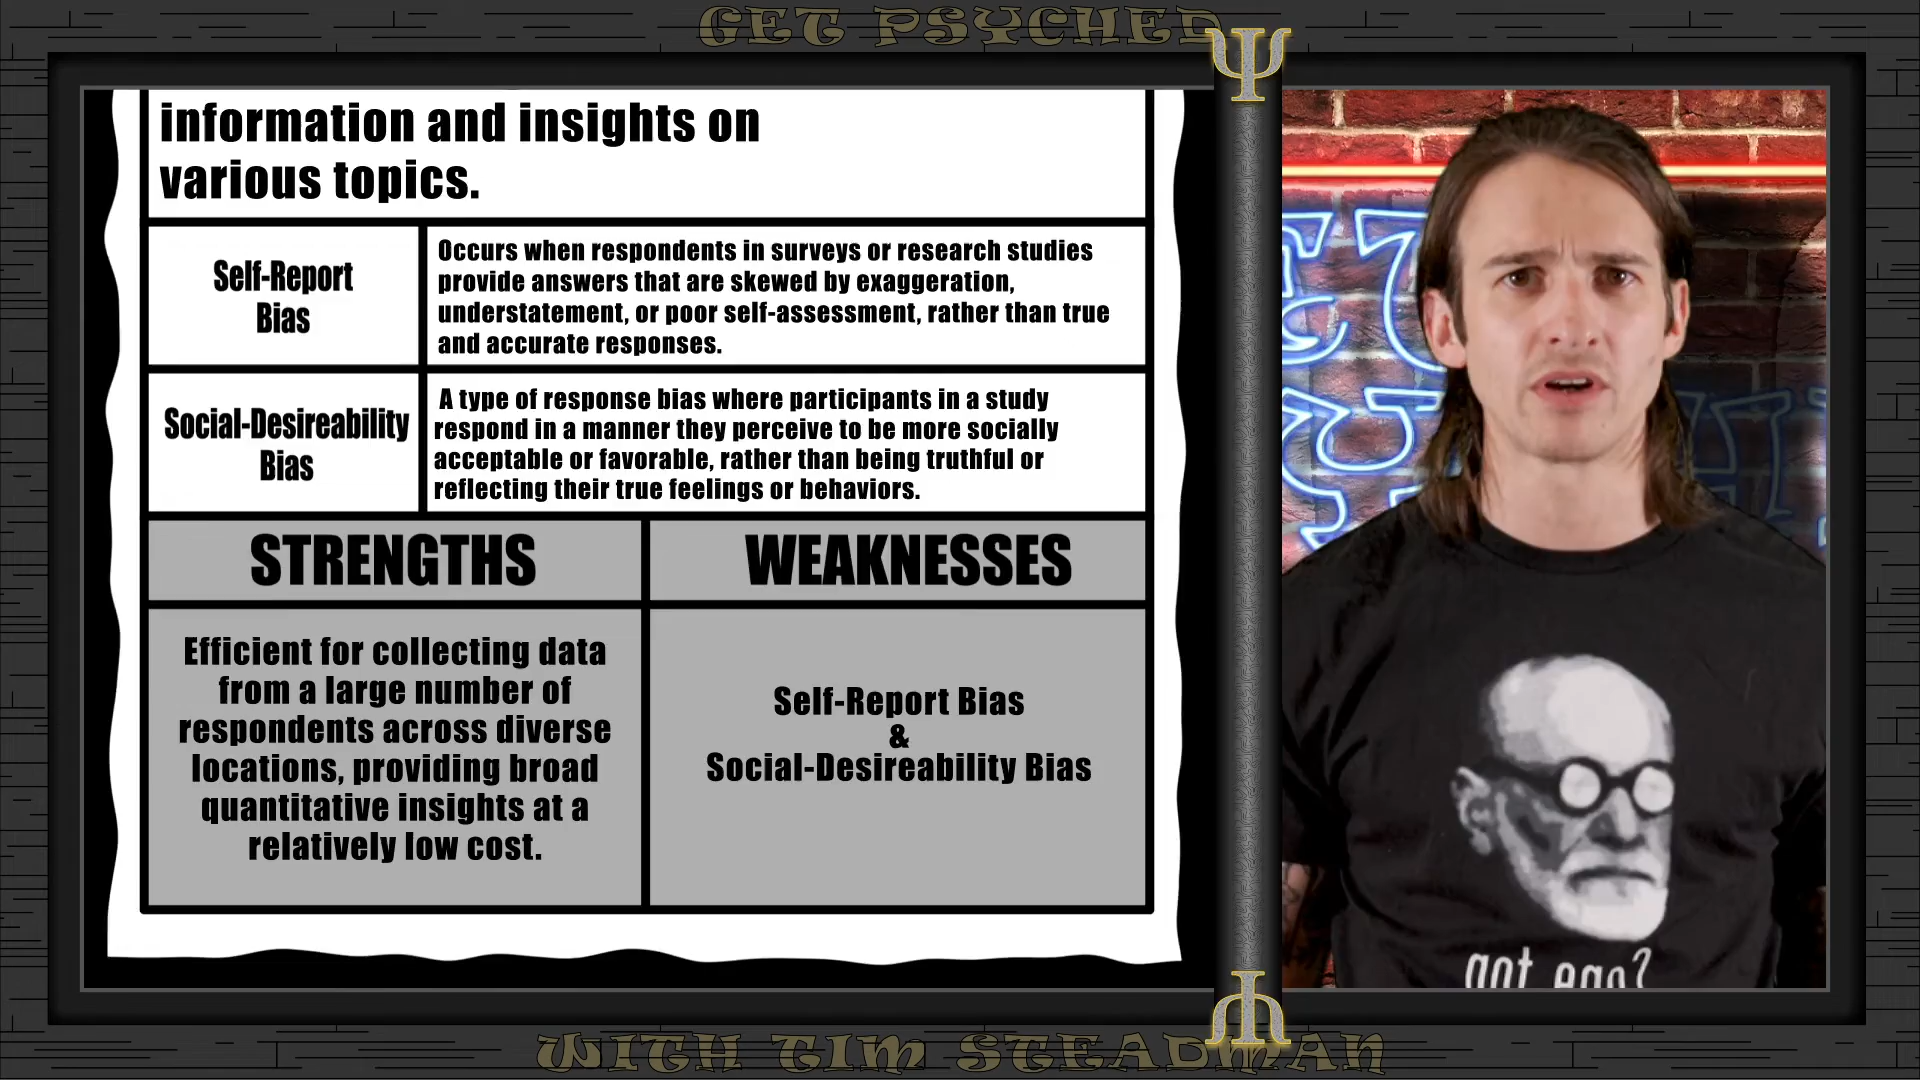 GET PSYCHED
information and insights on
various topics.
Self-Report
Bias
Occurs when respondents in surveys or research studies
provide answers that are skewed by exaggeration,
understatement, or poor self-assessment, rather than true
and accurate responses.
Social-Desireability
Bias
A type of response bias where participants in a study
respond in a manner they perceive to be more socially
acceptable or favorable, rather than being truthful or
reflecting their true feelings or behaviors.
STRENGTHS
WEAKNESSES
Efficient for collecting data
from a large number of
respondents across diverse
locations, providing broad
quantitative insights at a
relatively low cost.
Self-Report Bias
&
Social-Desireability Bias
got ego?
WITH TIM STEADMAN